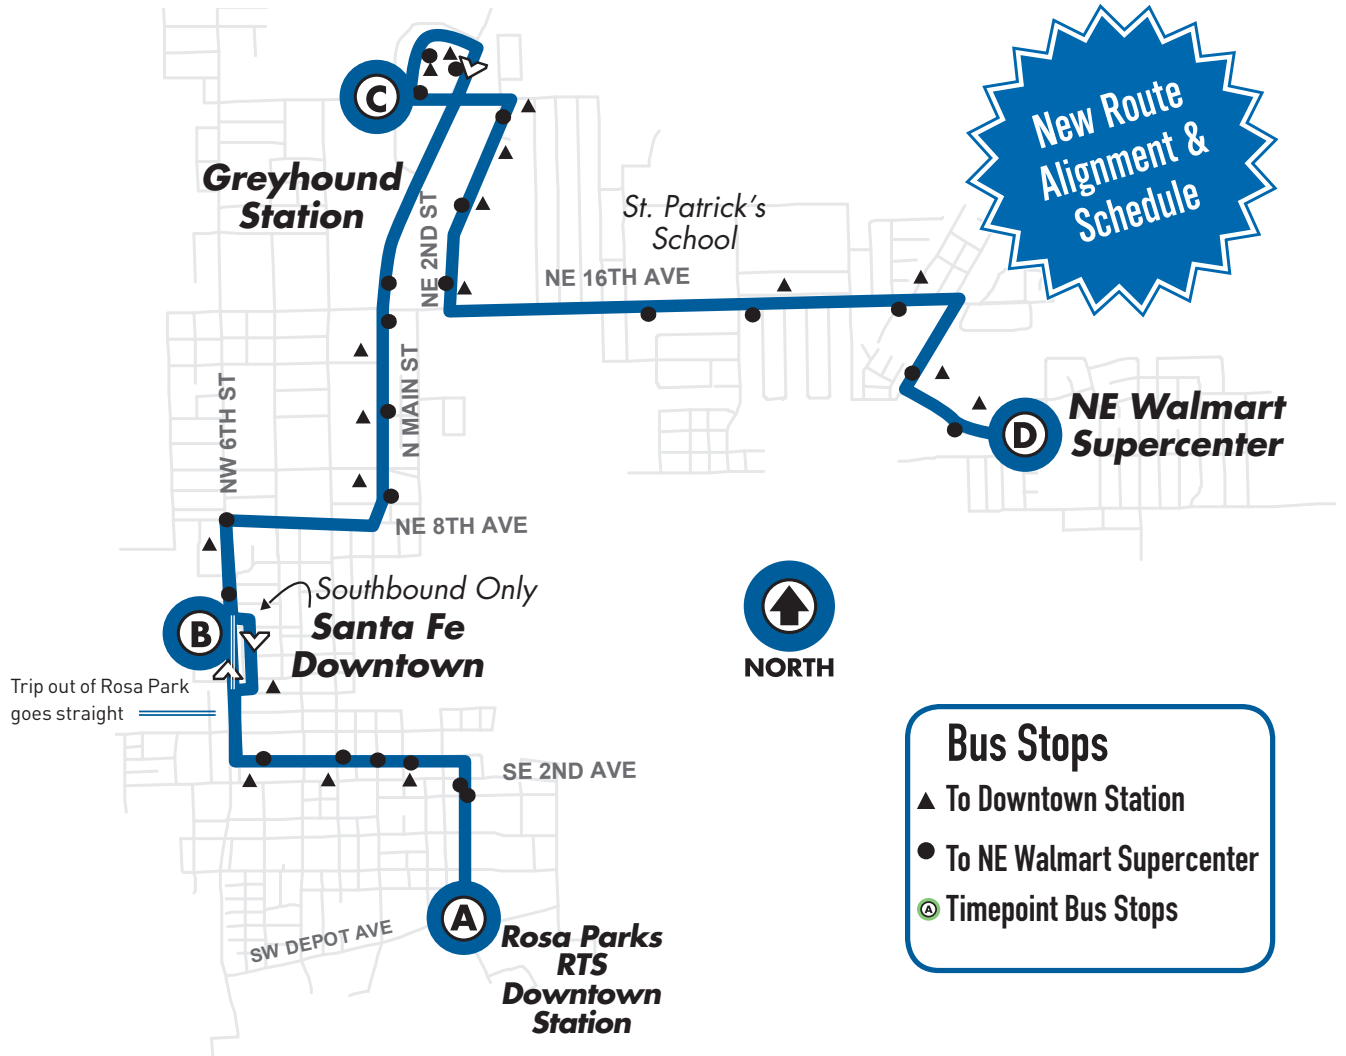 New Route
Alignment &
Schedule
C
Greyhound
Station
NE 2ND ST
St. Patrick's
School
NE 16TH AVE
N MAIN ST
NW 6TH ST
D
NE Walmart
Supercenter
NE 8TH AVE
Southbound Only
B
Santa Fe
Downtown
NORTH
Trip out of Rosa Park
goes straight
SE 2ND AVE
A
SW DEPOT AVE
Rosa Parks
RTS
Downtown
Station
Bus Stops
To Downtown Station
To NE Walmart Supercenter
A Timepoint Bus Stops